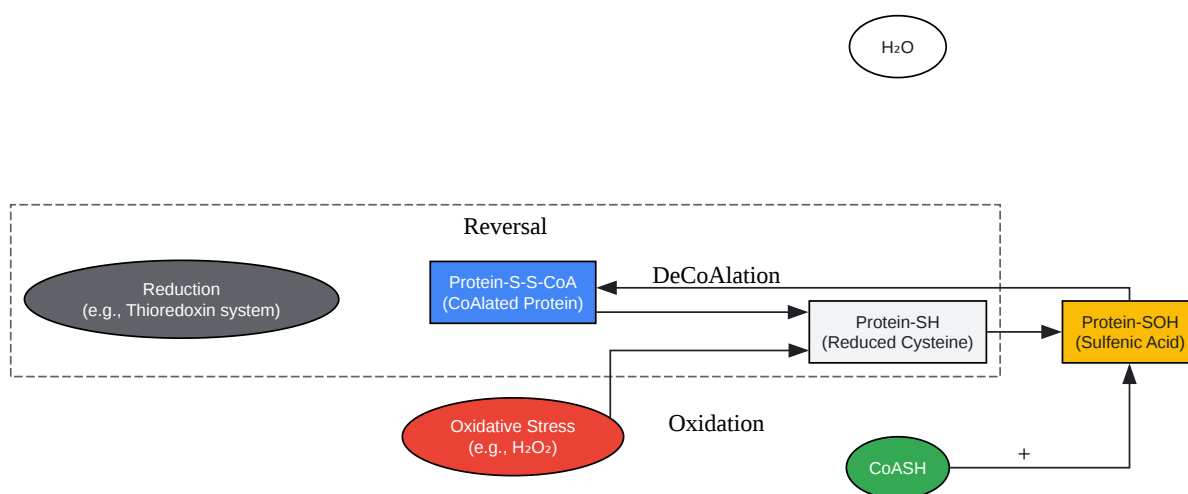 H₂O
Reversal
Reduction
(e.g., Thioredoxin system)
Protein-S-S-CoA
(CoAlated Protein)
DeCoAlation
Protein-SH
(Reduced Cysteine)
Protein-SOH
(Sulfenic Acid)
Oxidative Stress
(e.g., H₂O₂)
Oxidation
CoASH
+